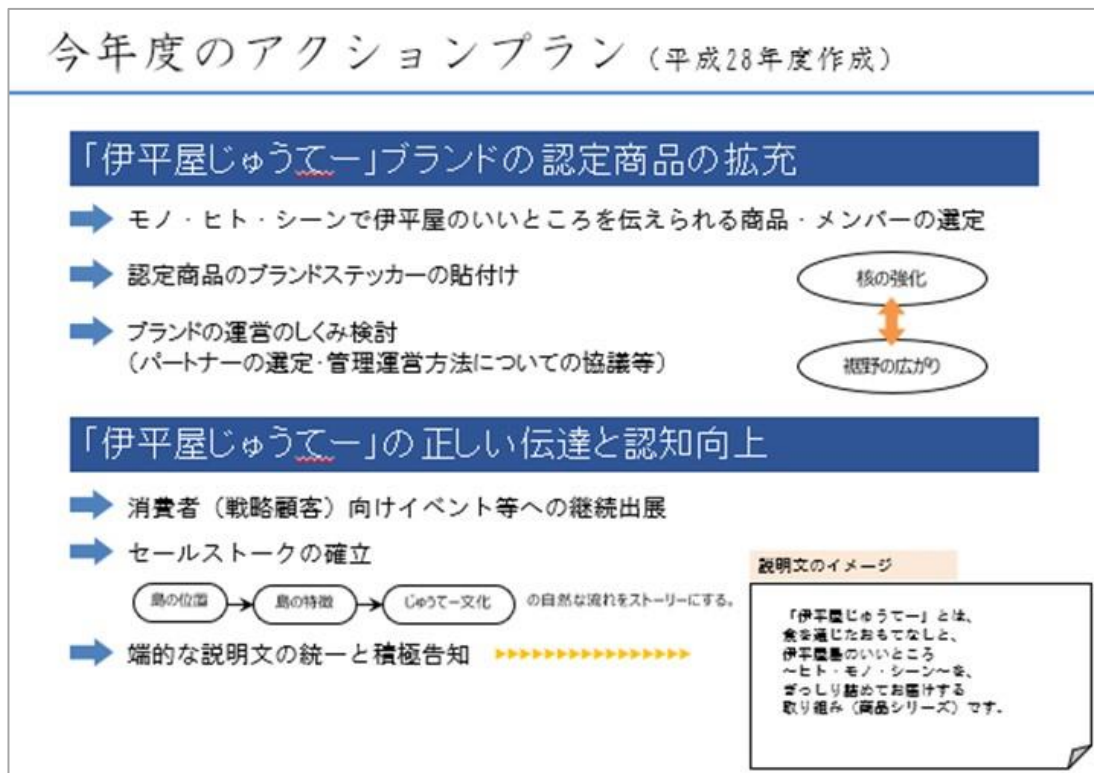 今年度のアクションプラン（平成28年度作成）
「伊平屋じゅうてー」ブランドの認定商品の拡充
モノ・ヒト・シーンで伊平屋のいいところを伝えられる商品・メンバーの選定
認定商品のブランドステッカーの貼付け
核の強化
ブランドの運営のしくみ検討
（パートナーの選定・管理運営方法についての協議等）
裾野の広がり
「伊平屋じゅうてー」の正しい伝達と認知向上
消費者（戦略顧客）向けイベント等への継続出展
セールストークの確立
島の位置 島の特徴 じゅうてー文化 の自然な流れをストーリーにする。
端的な説明文の統一と積極告知
説明文のイメージ
「伊平屋じゅうてー」とは、
食を通じたおもてなしと、
伊平屋島のいいところ
～ヒト・モノ・シーン～を、
ぎっしり詰めてお届けする
取り組み（商品シリーズ）です。